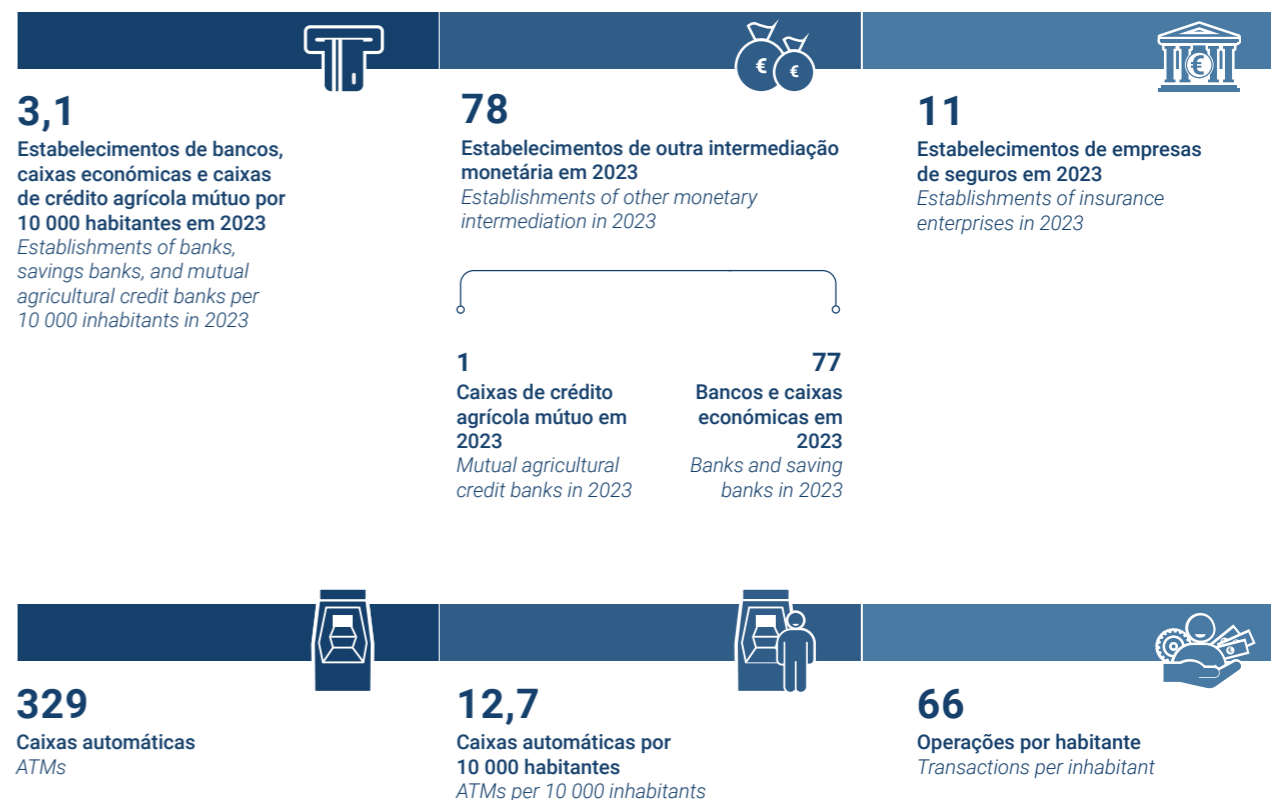 3,1
Estabelecimentos de bancos,
caixas económicas e caixas
de crédito agrícola mútuo por
10 000 habitantes em 2023
Establishments of banks,
savings banks, and mutual
agricultural credit banks per
10 000 inhabitants in 2023
€
€
78
Estabelecimentos de outra intermediação
monetária em 2023
Establishments of other monetary
intermediation in 2023
1
Caixas de crédito
agrícola mútuo em
2023
Mutual agricultural
credit banks in 2023
77
Bancos e caixas
económicas em
2023
Banks and saving
banks in 2023
€
11
Estabelecimentos de empresas
de seguros em 2023
Establishments of insurance
enterprises in 2023
329
Caixas automáticas
ATMs
12,7
Caixas automáticas por
10 000 habitantes
ATMs per 10 000 inhabitants
66
Operações por habitante
Transactions per inhabitant